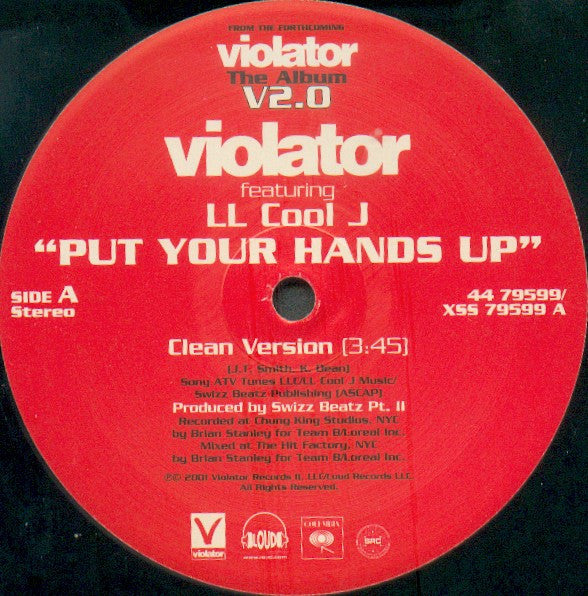 FROM THE FORTHCOMING
violator
The Album
V2.0
violator
featuring
LL Cool J
“PUT YOUR HANDS UP”
SIDE A
Stereo
44 79599/
XSS 79599 A
Clean Version (3:45)
(J.T. Smith, K. Dean)
Sony ATV Tunes LLC/LL Cool J Music/
Swizz Beatz Publishing (ASCAP)
Produced by Swizz Beatz Pt. II
Recorded at Chung King Studios, NYC
by Brian Stanley for Team B/Loreal Inc.
Mixed at The Hit Factory, NYC
by Brian Stanley for Team B/Loreal Inc.
℗© 2001 Violator Records II, LLC/Loud Records LLC.
All Rights Reserved.
V
violator
LOUD
COLUMBIA
SRC